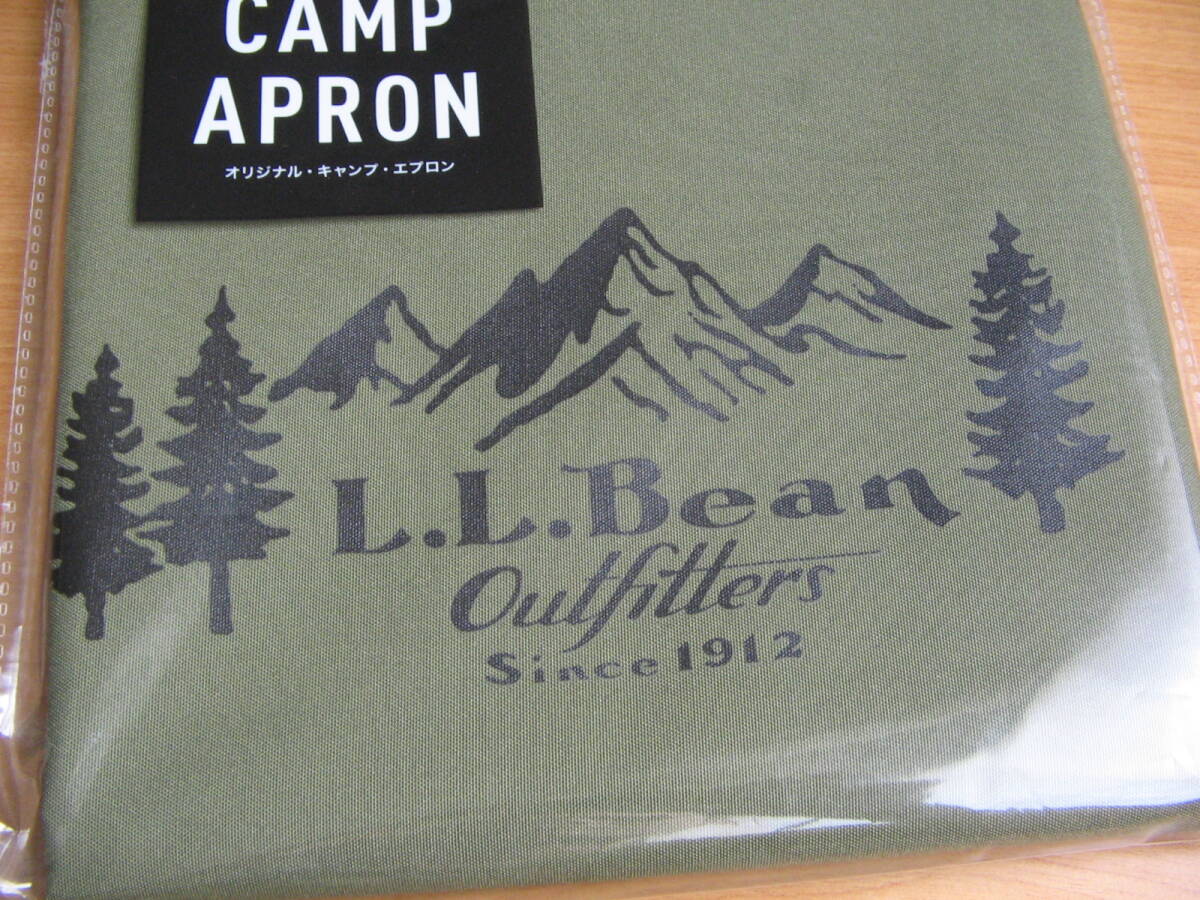 CAMP
APRON
オリジナル・キャンプ・エプロン
L.L.Bean
Outfitters
Since 1912